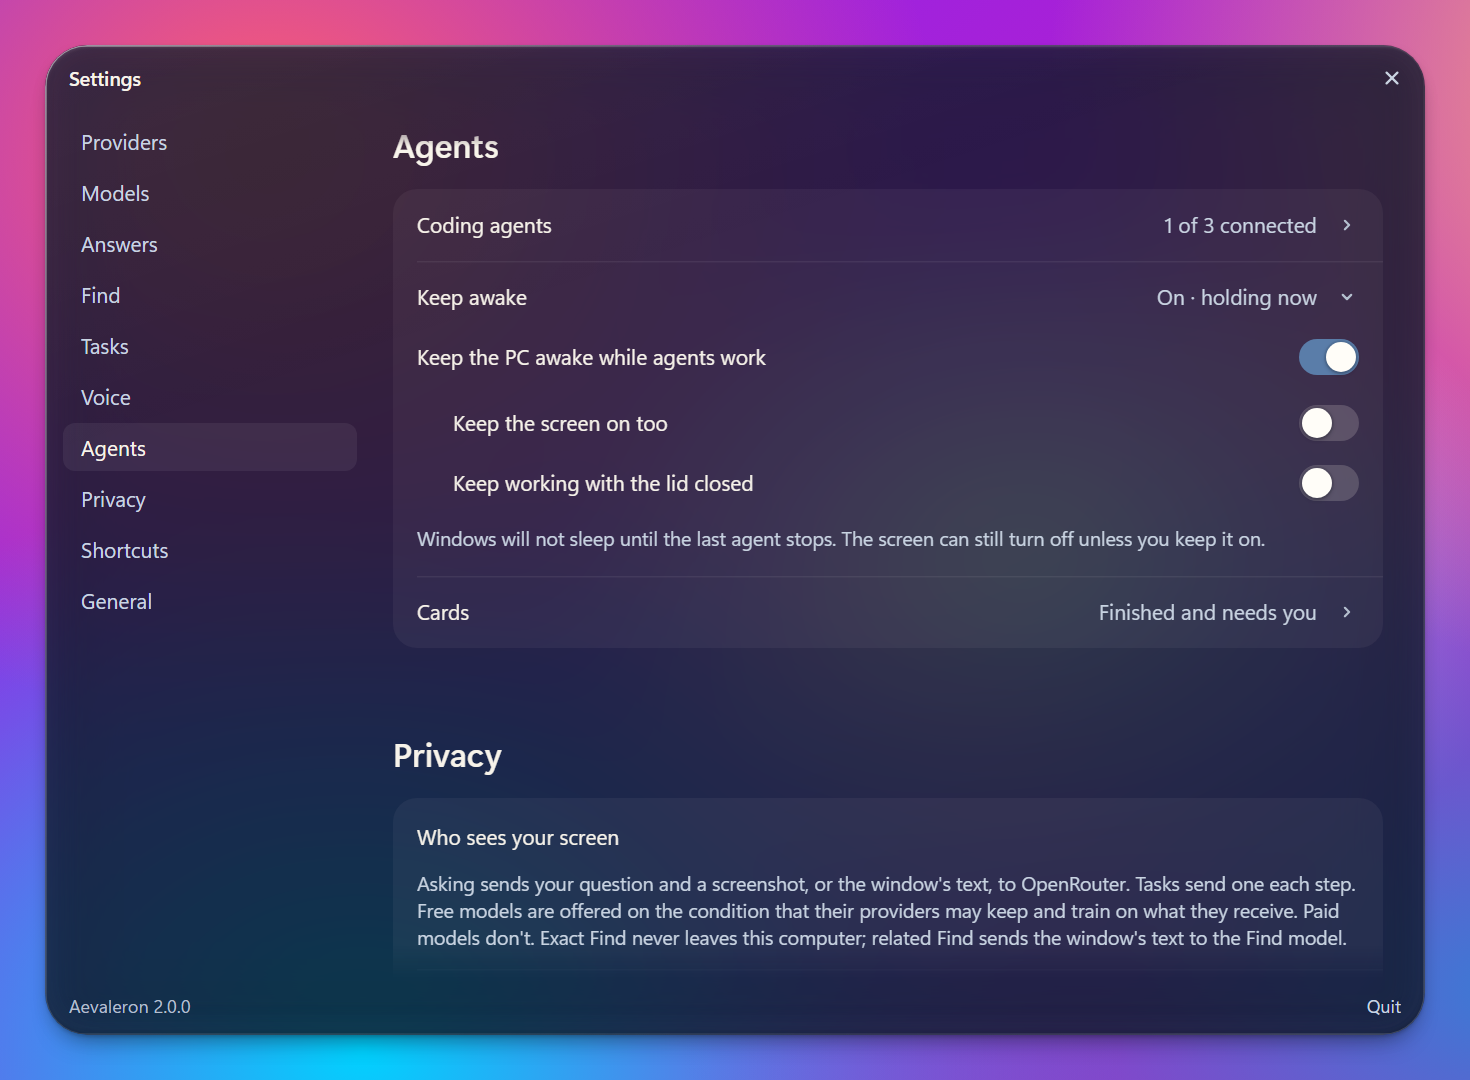 Settings
Providers
Models
Answers
Find
Tasks
Voice
Agents
Privacy
Shortcuts
General
Agents
Coding agents 1 of 3 connected
Keep awake On · holding now
Keep the PC awake while agents work
Keep the screen on too
Keep working with the lid closed
Windows will not sleep until the last agent stops. The screen can still turn off unless you keep it on.
Cards Finished and needs you
Privacy
Who sees your screen
Asking sends your question and a screenshot, or the window's text, to OpenRouter. Tasks send one each step.
Free models are offered on the condition that their providers may keep and train on what they receive. Paid
models don't. Exact Find never leaves this computer; related Find sends the window's text to the Find model.
Aevaleron 2.0.0
Quit